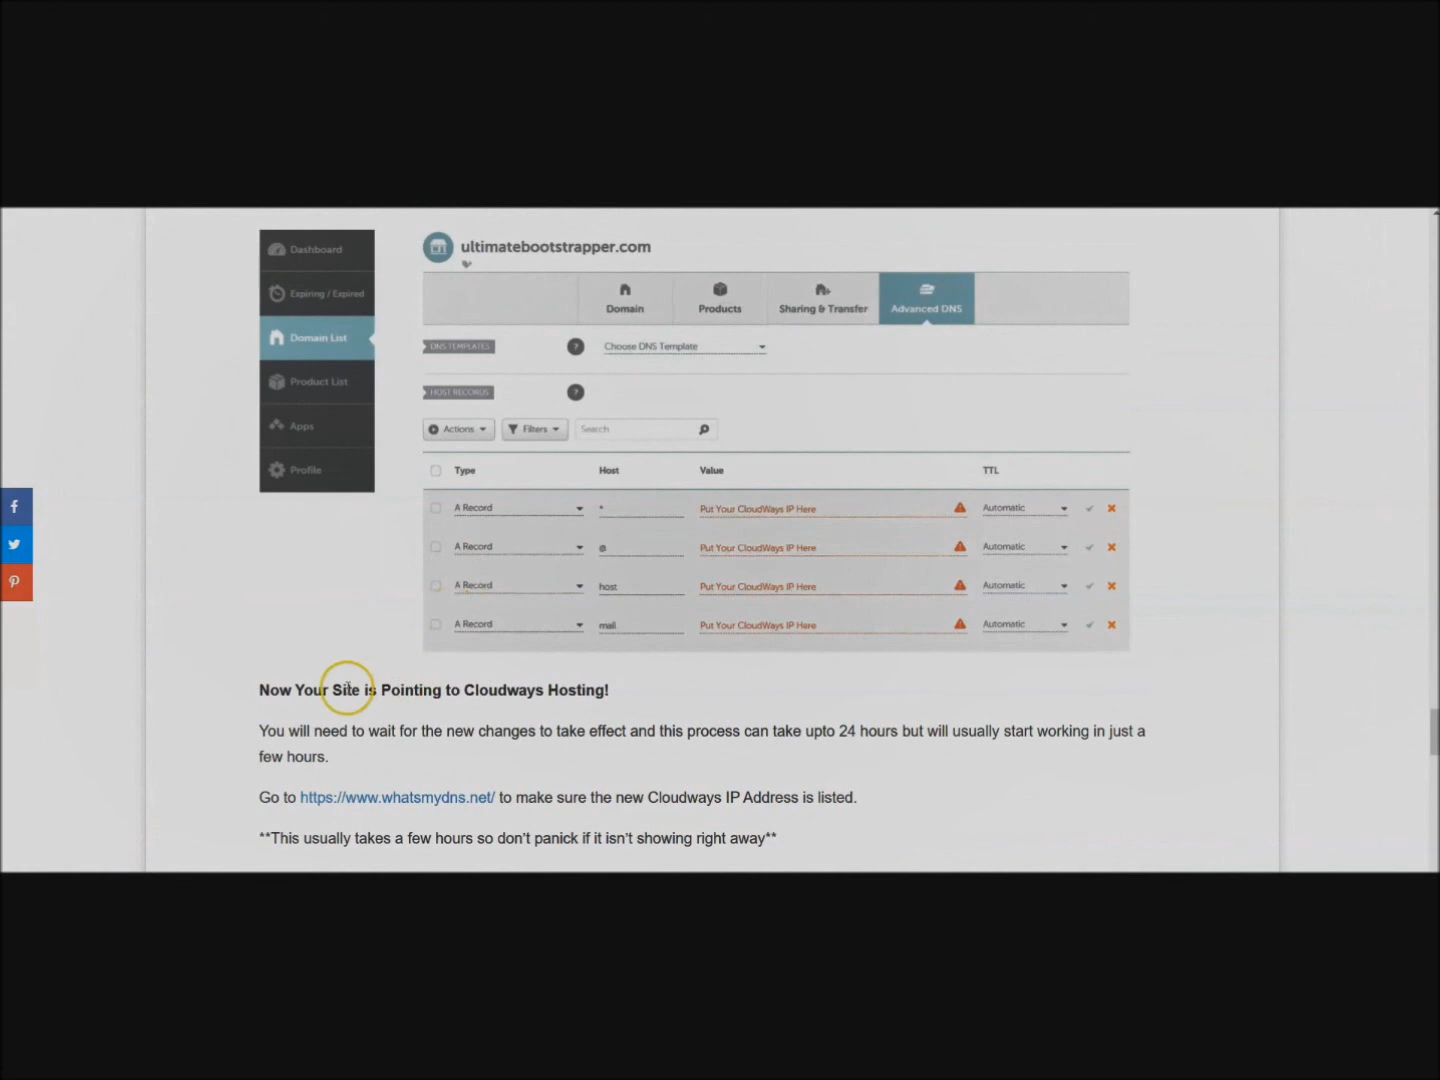 Dashboard
Expiring / Expired
Domain List
Product List
Apps
Profile
ultimatebootstrapper.com
Domain
Products
Sharing & Transfer
Advanced DNS
DNS TEMPLATES
?
Choose DNS Template
HOST RECORDS
?
Actions
Filters
Search
Type Host Value TTL
A Record * Put Your CloudWays IP Here Automatic
A Record @ Put Your CloudWays IP Here Automatic
A Record host Put Your CloudWays IP Here Automatic
A Record mail Put Your CloudWays IP Here Automatic
Now Your Site is Pointing to Cloudways Hosting!
You will need to wait for the new changes to take effect and this process can take upto 24 hours but will usually start working in just a
few hours.
Go to https://www.whatsmydns.net/ to make sure the new Cloudways IP Address is listed.
**This usually takes a few hours so don't panick if it isn't showing right away**